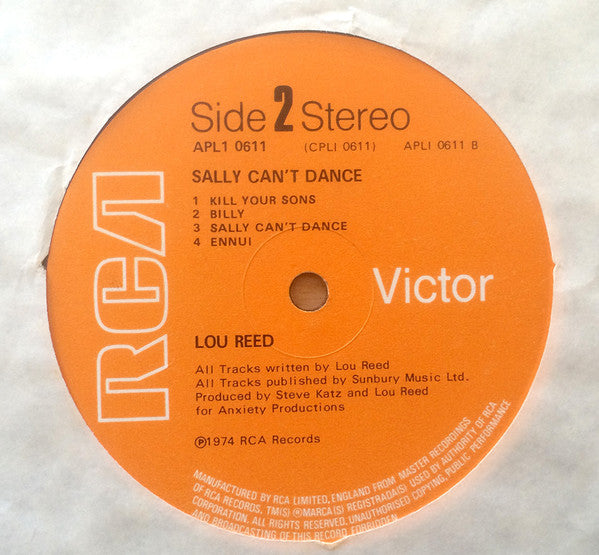 Side 2 Stereo
APL1 0611 (CPLI 0611) APLI 0611 B
SALLY CAN'T DANCE
1 KILL YOUR SONS
2 BILLY
3 SALLY CAN'T DANCE
4 ENNUI
RCA
Victor
LOU REED
All Tracks written by Lou Reed
All Tracks published by Sunbury Music Ltd.
Produced by Steve Katz and Lou Reed
for Anxiety Productions
℗1974 RCA Records
MANUFACTURED BY RCA LIMITED, ENGLAND FROM MASTER RECORDINGS
OF RCA RECORDS, TM(S) ® MARCA(S) REGISTRADA(S) USED BY AUTHORITY OF RCA
CORPORATION. ALL RIGHTS RESERVED. UNAUTHORISED COPYING, PUBLIC PERFORMANCE
AND BROADCASTING OF THIS RECORD FORBIDDEN